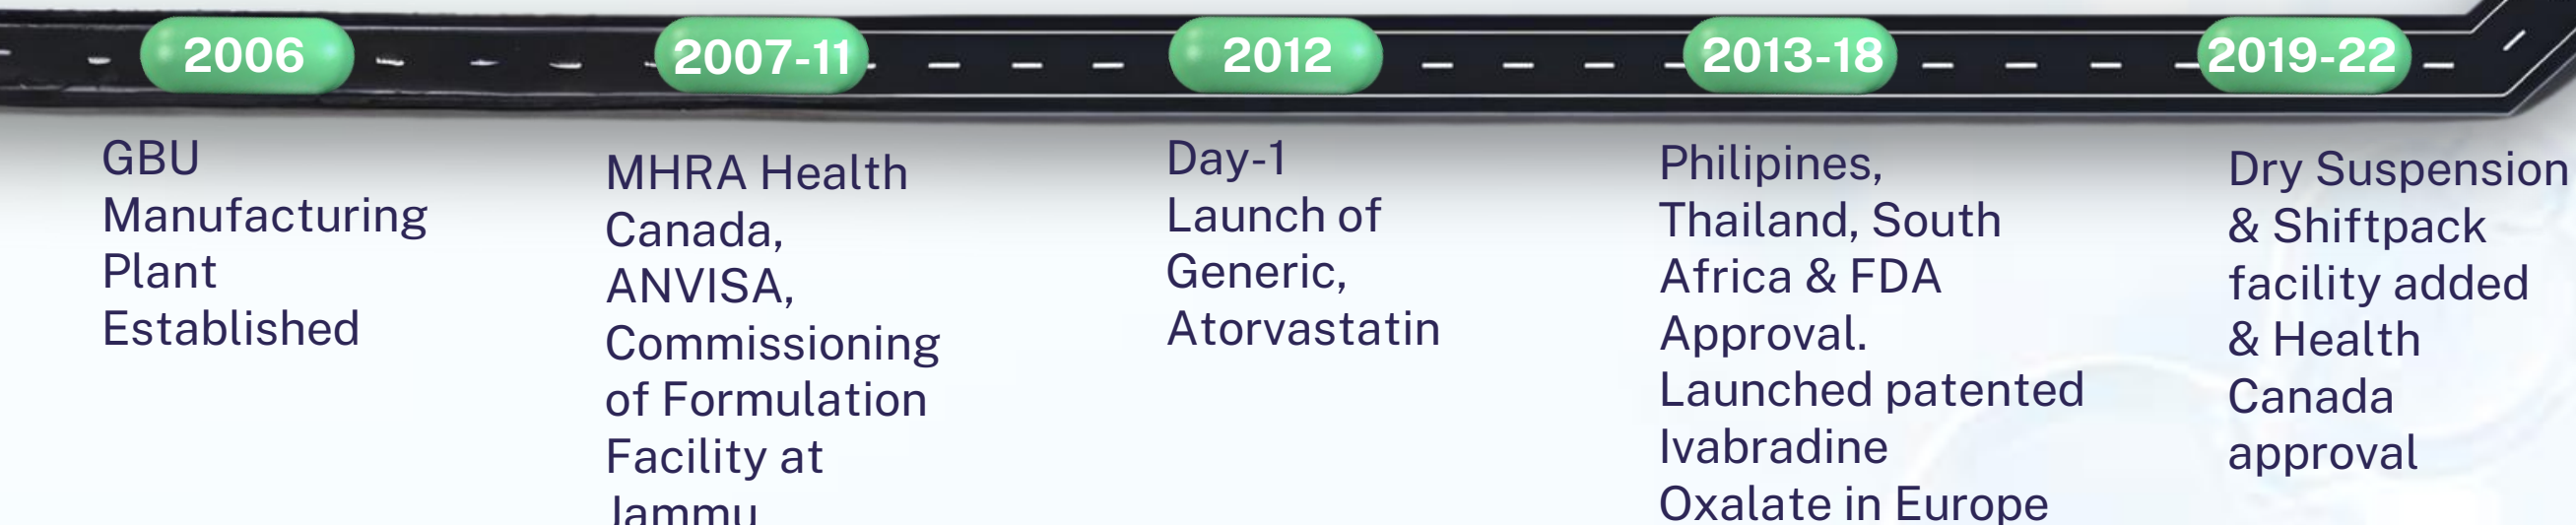 2006
GBU
Manufacturing
Plant
Established
2007-11
MHRA Health
Canada,
ANVISA,
Commissioning
of Formulation
Facility at
Jammu
2012
Day-1
Launch of
Generic,
Atorvastatin
2013-18
Philipines,
Thailand, South
Africa & FDA
Approval.
Launched patented
Ivabradine
Oxalate in Europe
2019-22
Dry Suspension
& Shiftpack
facility added
& Health
Canada
approval